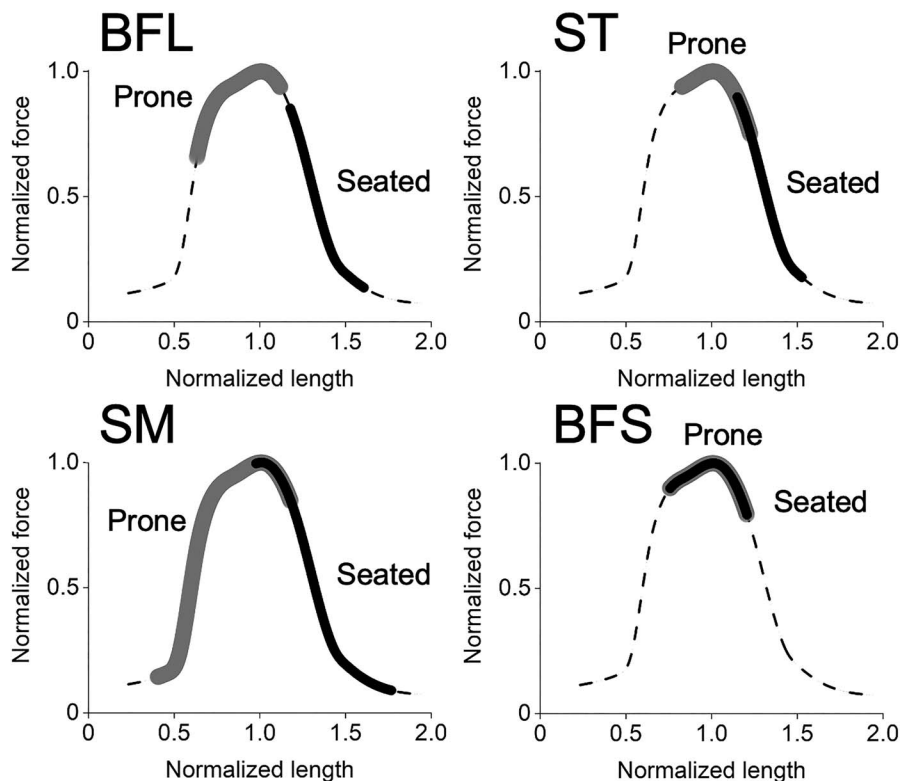 BFL
Normalized force
1.0
0.5
0
Prone
Seated
0 0.5 1.0 1.5 2.0
Normalized length
ST
Normalized force
1.0
0.5
0
Prone
Seated
0 0.5 1.0 1.5 2.0
Normalized length
SM
Normalized force
1.0
0.5
0
Prone
Seated
0 0.5 1.0 1.5 2.0
Normalized length
BFS
Normalized force
1.0
0.5
0
Prone
Seated
0 0.5 1.0 1.5 2.0
Normalized length